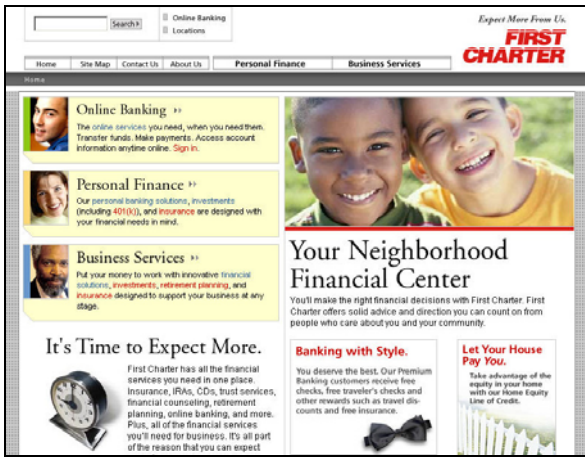 Search
Online Banking
Locations
Expect More From Us.
FIRST
CHARTER
Home
Site Map
Contact Us
About Us
Personal Finance
Business Services
Home
Online Banking
The online services you need, when you need them.
Transfer funds. Make payments. Access account
information anytime online. Sign in.
Personal Finance
Our personal banking solutions, investments
(including 401(k)), and insurance are designed with
your financial needs in mind.
Business Services
Put your money to work with innovative financial
solutions, investments, retirement planning, and
insurance designed to support your business at any
stage.
It's Time to Expect More.
First Charter has all the financial
services you need in one place.
Insurance, IRAs, CDs, trust services,
financial counseling, retirement
planning, online banking, and more.
Plus, all of the financial services
you'll need for business. It's all part
of the reason that you can expect
Your Neighborhood
Financial Center
You'll make the right financial decisions with First Charter. First
Charter offers solid advice and direction you can count on from
people who care about you and your community.
Banking with Style.
You deserve the best. Our Premium
Banking customers receive free
checks, free traveler's checks and
other rewards such as travel dis-
counts and free insurance.
Let Your House
Pay You.
Take advantage of the
equity in your home
with our Home Equity
Line of Credit.